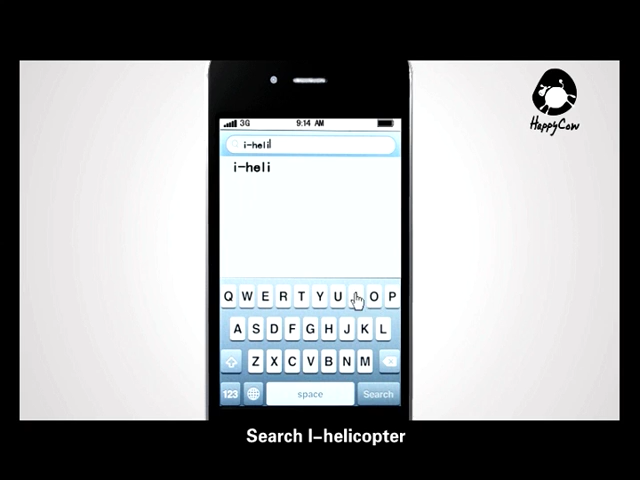 HappyCow
3G 9:14 AM
i-heli
i-heli
Q W E R T Y U O P
A S D F G H J K L
Z X C V B N M
123 space Search
Search I-helicopter